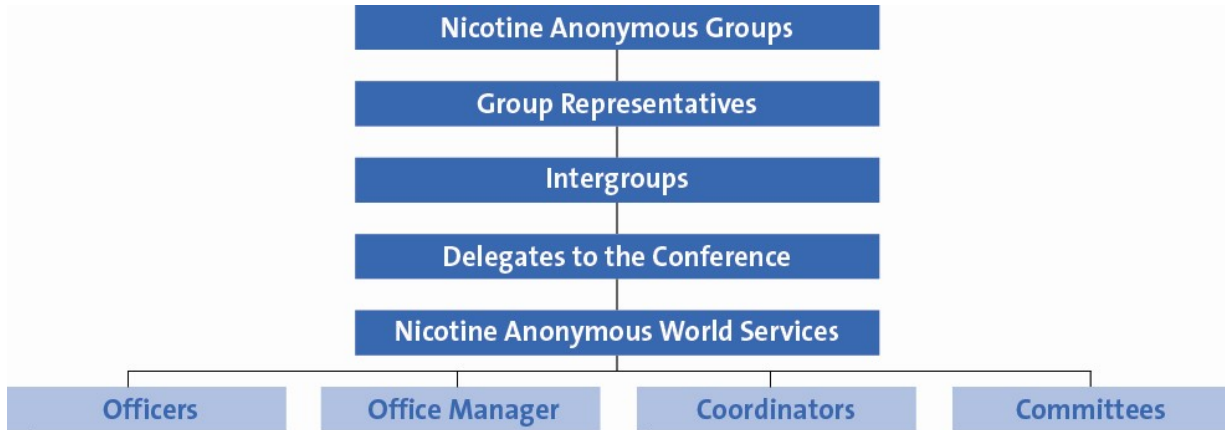 Nicotine Anonymous Groups
Group Representatives
Intergroups
Delegates to the Conference
Nicotine Anonymous World Services
Officers
Office Manager
Coordinators
Committees